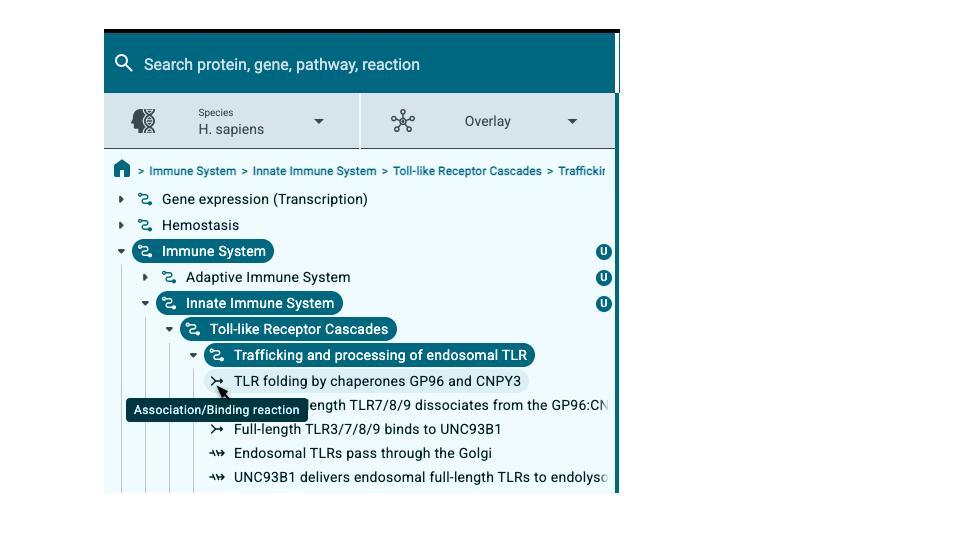 Search protein, gene, pathway, reaction
Species
H. sapiens
Overlay
> Immune System > Innate Immune System > Toll-like Receptor Cascades >
Gene expression (Transcription)
Hemostasis
Immune System U
Adaptive Immune System U
Innate Immune System U
Toll-like Receptor Cascades
Trafficking and processing of endosomal TLR
TLR folding by chaperones GP96 and CNPY3
Association/Binding reaction
length TLR7/8/9 dissociates from the GP96:CN
Full-length TLR3/7/8/9 binds to UNC93B1
Endosomal TLRs pass through the Golgi
UNC93B1 delivers endosomal full-length TLRs to endolyso